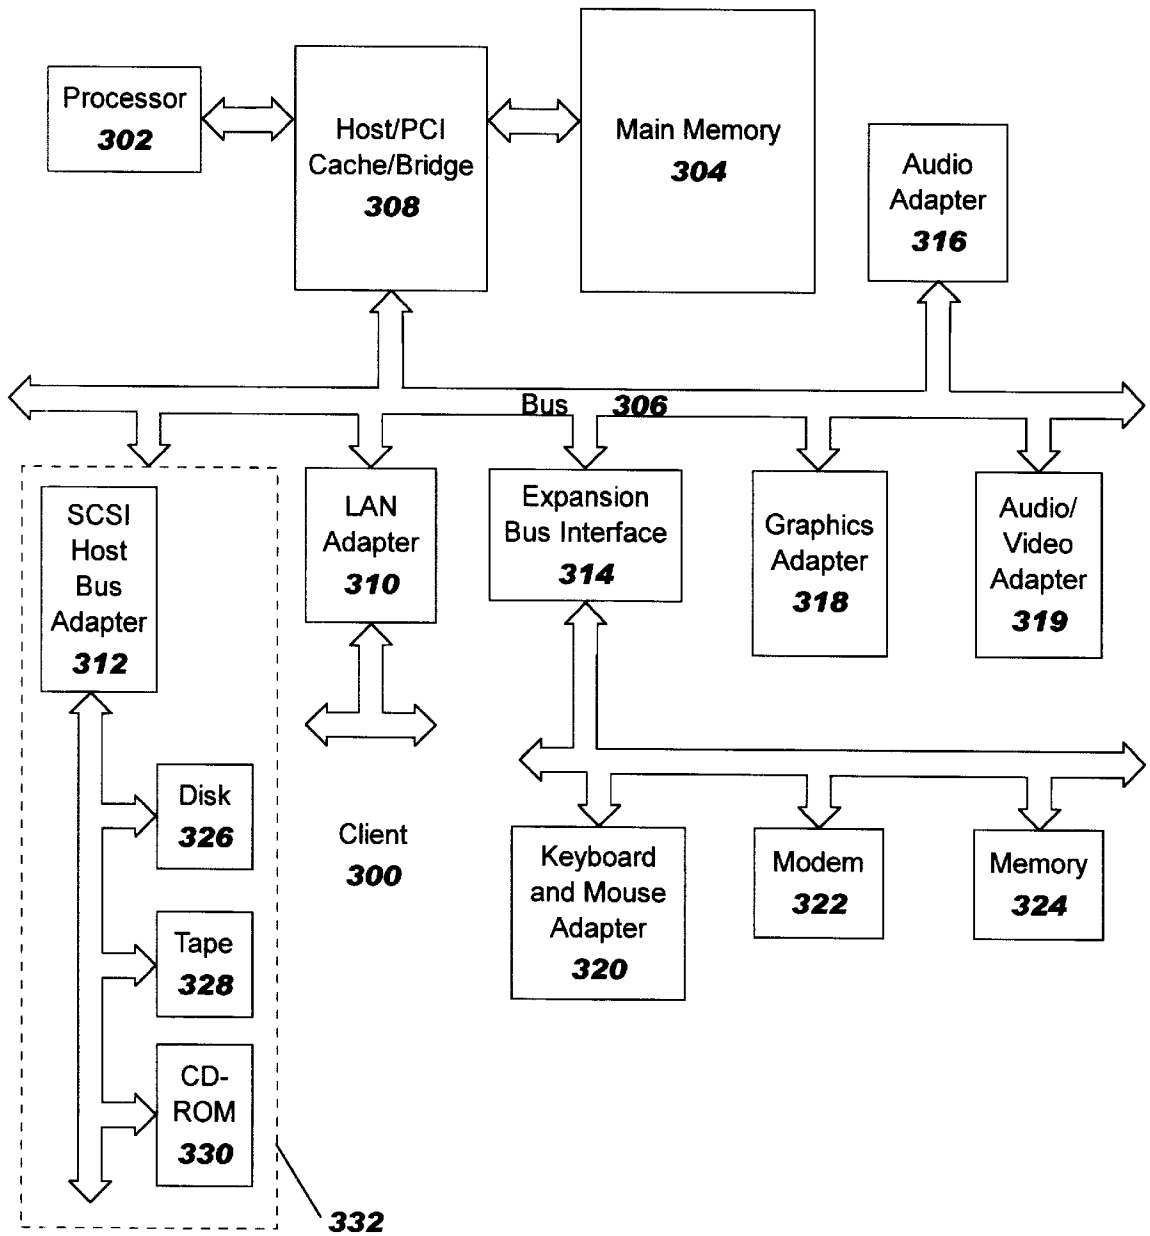 Processor
302
Host/PCI
Cache/Bridge
308
Main Memory
304
Audio
Adapter
316
Bus 306
SCSI
Host
Bus
Adapter
312
LAN
Adapter
310
Expansion
Bus Interface
314
Graphics
Adapter
318
Audio/
Video
Adapter
319
Disk
326
Tape
328
CD-
ROM
330
332
Client
300
Keyboard
and Mouse
Adapter
320
Modem
322
Memory
324